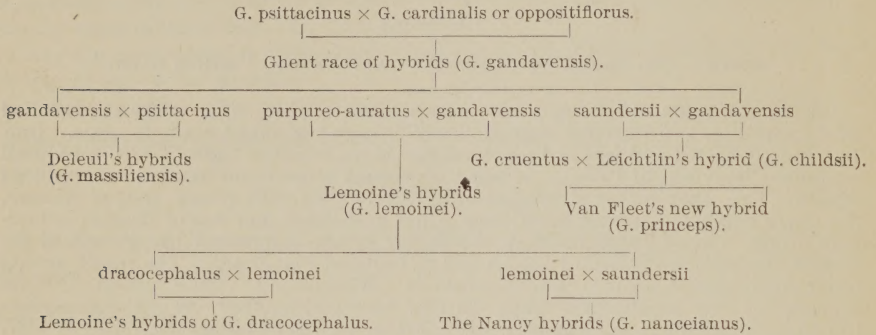 G. psittacinus × G. cardinalis or oppositiflorus.
Ghent race of hybrids (G. gandavensis).
gandavensis × psittacinus purpureo-auratus × gandavensis saundersii × gandavensis
Deleuil's hybrids
(G. massiliensis).
G. cruentus × Leichtlin's hybrid (G. childsii).
Lemoine's hybrids
(G. lemoinei).
Van Fleet's new hybrid
(G. princeps).
dracocephalus × lemoinei lemoinei × saundersii
Lemoine's hybrids of G. dracocephalus. The Nancy hybrids (G. nanceianus).